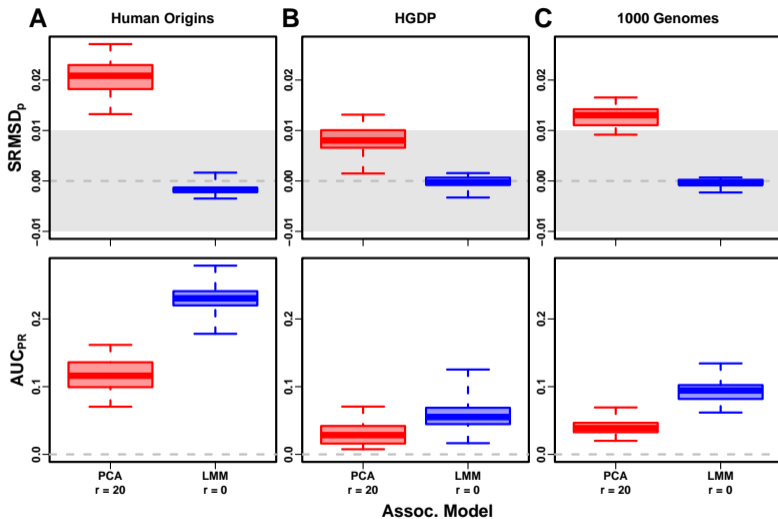 A Human Origins B HGDP C 1000 Genomes
SRMSDp
0.02 0.02 0.02
0.01 0.01 0.01
0.00 0.00 0.00
−0.01 −0.01 −0.01
AUCPR
0.2 0.2 0.2
0.1 0.1 0.1
0.0 0.0 0.0
PCA LMM PCA LMM PCA LMM
r = 20 r = 0 r = 20 r = 0 r = 20 r = 0
Assoc. Model